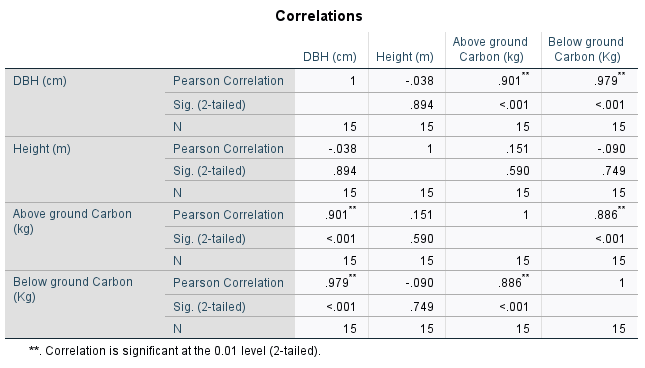 Correlations
DBH (cm) Height (m) Above ground Carbon (kg) Below ground Carbon (Kg)
DBH (cm) Pearson Correlation 1 -.038 .901** .979**
Sig. (2-tailed) .894 <.001 <.001
N 15 15 15 15
Height (m) Pearson Correlation -.038 1 .151 -.090
Sig. (2-tailed) .894 .590 .749
N 15 15 15 15
Above ground Carbon (kg) Pearson Correlation .901** .151 1 .886**
Sig. (2-tailed) <.001 .590 <.001
N 15 15 15 15
Below ground Carbon (Kg) Pearson Correlation .979** -.090 .886** 1
Sig. (2-tailed) <.001 .749 <.001
N 15 15 15 15
**. Correlation is significant at the 0.01 level (2-tailed).